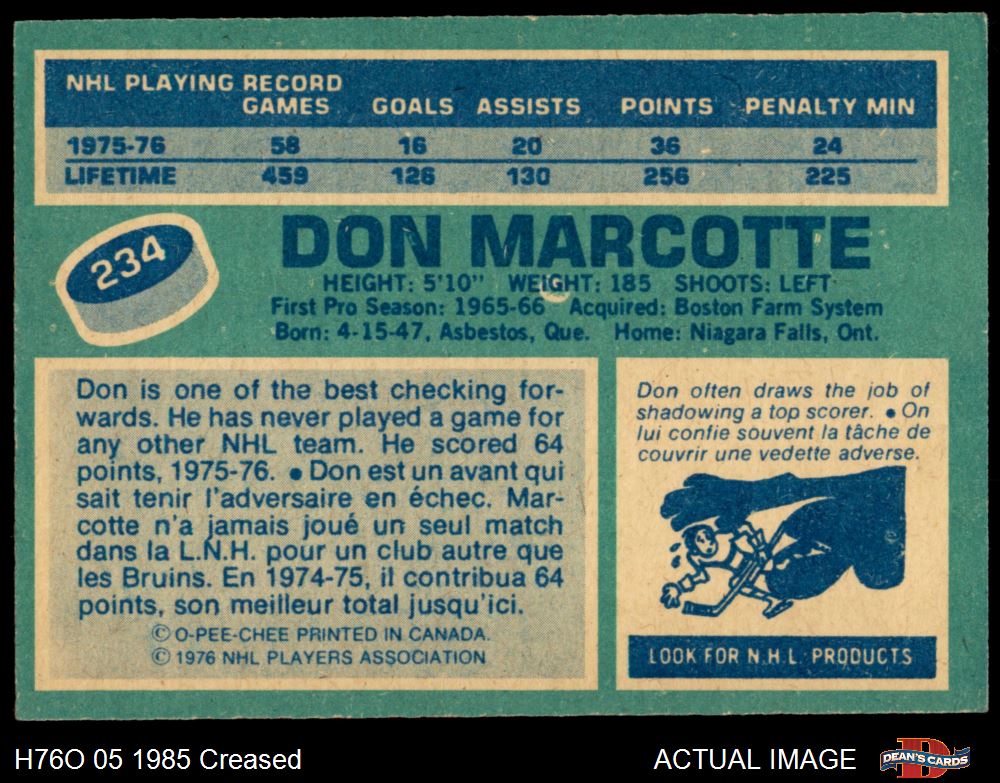 NHL PLAYING RECORD
GAMES GOALS ASSISTS POINTS PENALTY MIN
1975-76 58 16 20 36 24
LIFETIME 459 126 130 256 225
234
DON MARCOTTE
HEIGHT: 5'10" WEIGHT: 185 SHOOTS: LEFT
First Pro Season: 1965-66 Acquired: Boston Farm System
Born: 4-15-47, Asbestos, Que. Home: Niagara Falls, Ont.
Don is one of the best checking for-
wards. He has never played a game for
any other NHL team. He scored 64
points, 1975-76. ● Don est un avant qui
sait tenir l'adversaire en échec. Mar-
cotte n'a jamais joué un seul match
dans la L.N.H. pour un club autre que
les Bruins. En 1974-75, il contribua 64
points, son meilleur total jusqu'ici.
© O-PEE-CHEE PRINTED IN CANADA.
© 1976 NHL PLAYERS ASSOCIATION
Don often draws the job of
shadowing a top scorer. ● On
lui confie souvent la tâche de
couvrir une vedette adverse.
LOOK FOR N.H.L. PRODUCTS
H76O 05 1985 Creased
ACTUAL IMAGE
D
DEAN'S CARDS